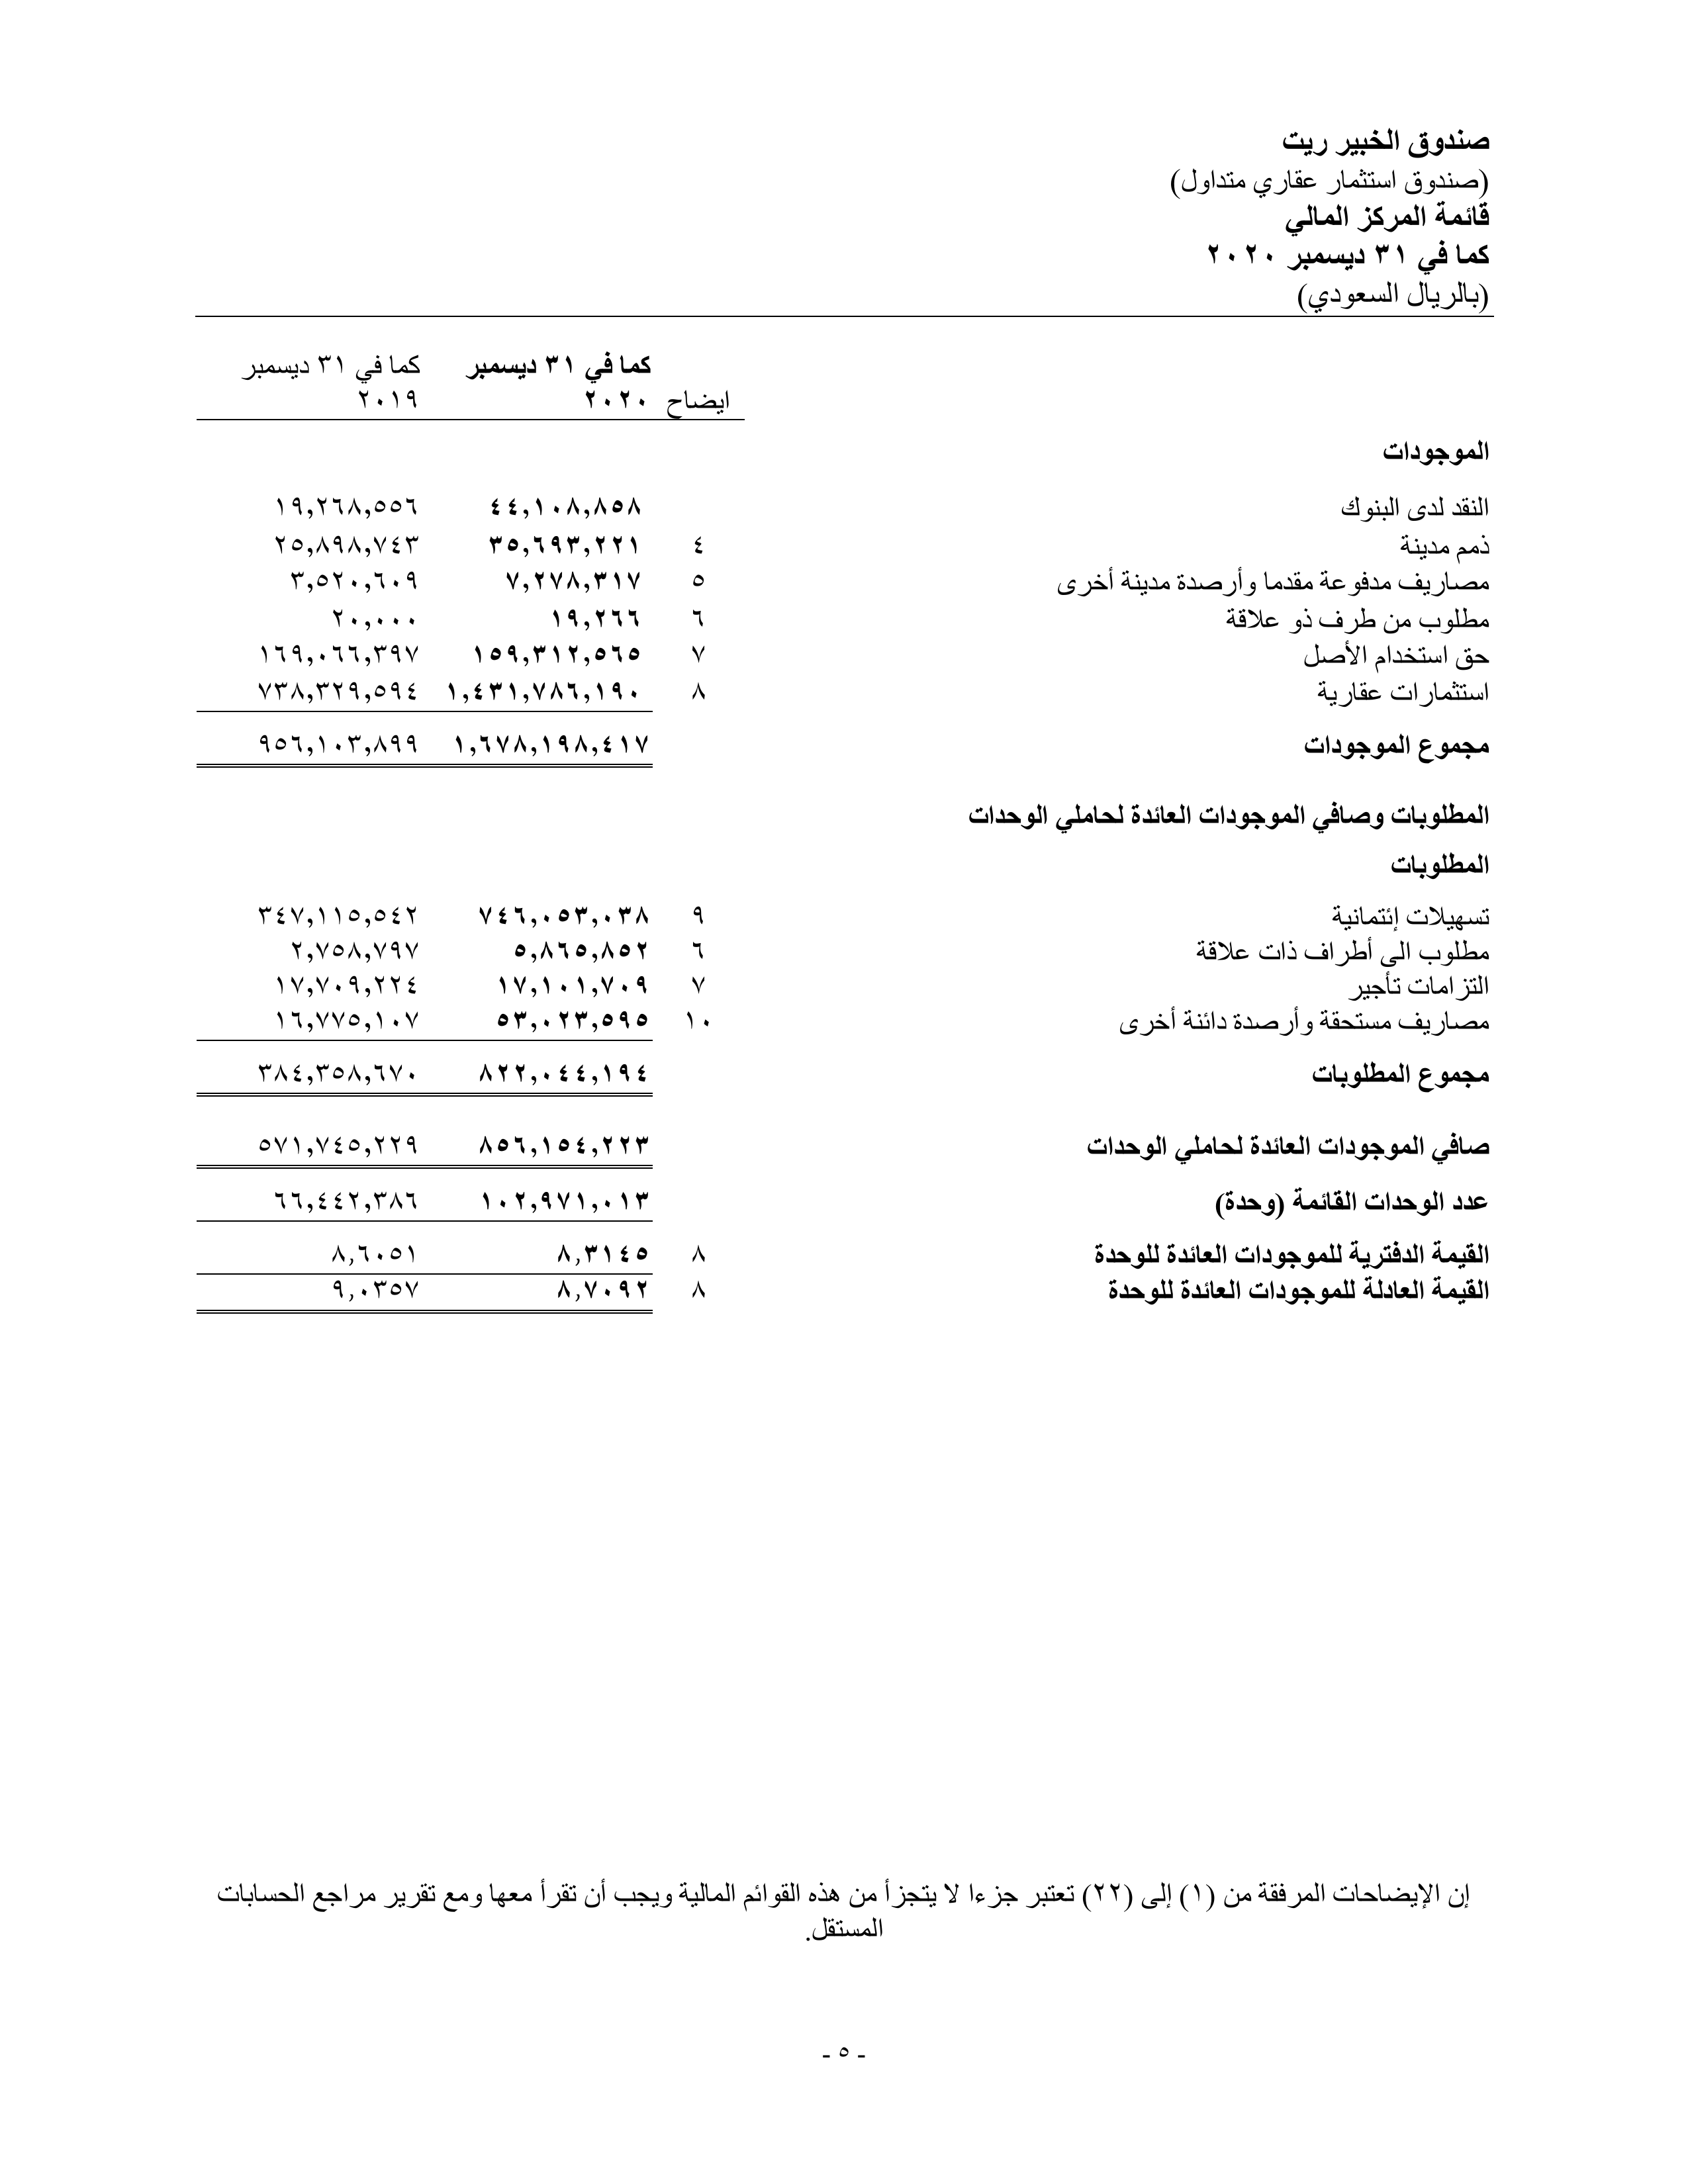 صندوق الخبير ريت
(صندوق استثمار عقاري متداول)
قائمة المركز المالي
كما في ٣١ ديسمبر ٢٠٢٠
(بالريال السعودي)
كما في ٣١ ديسمبر كما في ٣١ ديسمبر
ايضاح ٢٠٢٠ ٢٠١٩
الموجودات
النقد لدى البنوك ٤٤,١٠٨,٨٥٨ ١٩,٢٦٨,٥٥٦
ذمم مدينة ٤ ٣٥,٦٩٣,٢٢١ ٢٥,٨٩٨,٧٤٣
مصاريف مدفوعة مقدما وأرصدة مدينة أخرى ٥ ٧,٢٧٨,٣١٧ ٣,٥٢٠,٦٠٩
مطلوب من طرف ذو علاقة ٦ ١٩,٢٦٦ ٢٠,٠٠٠
حق استخدام الأصل ٧ ١٥٩,٣١٢,٥٦٥ ١٦٩,٠٦٦,٣٩٧
استثمارات عقارية ٨ ١,٤٣١,٧٨٦,١٩٠ ٧٣٨,٣٢٩,٥٩٤
مجموع الموجودات ١,٦٧٨,١٩٨,٤١٧ ٩٥٦,١٠٣,٨٩٩
المطلوبات وصافي الموجودات العائدة لحاملي الوحدات
المطلوبات
تسهيلات إئتمانية ٩ ٧٤٦,٠٥٣,٠٣٨ ٣٤٧,١١٥,٥٤٢
مطلوب الى أطراف ذات علاقة ٦ ٥,٨٦٥,٨٥٢ ٢,٧٥٨,٧٩٧
التزامات تأجير ٧ ١٧,١٠١,٧٠٩ ١٧,٧٠٩,٢٢٤
مصاريف مستحقة وأرصدة دائنة أخرى ١٠ ٥٣,٠٢٣,٥٩٥ ١٦,٧٧٥,١٠٧
مجموع المطلوبات ٨٢٢,٠٤٤,١٩٤ ٣٨٤,٣٥٨,٦٧٠
صافي الموجودات العائدة لحاملي الوحدات ٨٥٦,١٥٤,٢٢٣ ٥٧١,٧٤٥,٢٢٩
عدد الوحدات القائمة (وحدة) ١٠٢,٩٧١,٠١٣ ٦٦,٤٤٢,٣٨٦
القيمة الدفترية للموجودات العائدة للوحدة ٨ ٨,٣١٤٥ ٨,٦٠٥١
القيمة العادلة للموجودات العائدة للوحدة ٨ ٨,٧٠٩٢ ٩,٠٣٥٧
إن الإيضاحات المرفقة من (١) إلى (٢٢) تعتبر جزءا لا يتجزأ من هذه القوائم المالية ويجب أن تقرأ معها ومع تقرير مراجع الحسابات
المستقل.
- ٥ -